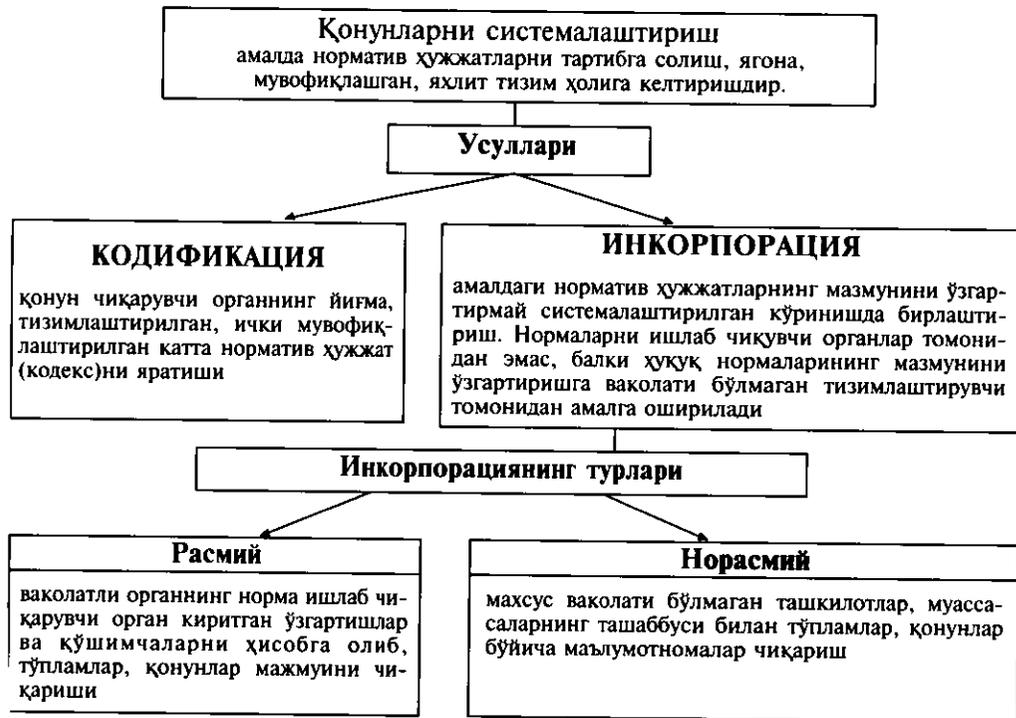 Қонунларни системалаштириш
амалда норматив ҳужжатларни тартибга солиш, ягона,
мувофиқлашган, яхлит тизим ҳолига келтиришдир.
Усуллари
КОДИФИКАЦИЯ
қонун чиқарувчи органнинг йиғма,
тизимлаштирилган, ички мувофиқ-
лаштирилган катта норматив ҳужжат
(кодекс)ни яратиши
ИНКОРПОРАЦИЯ
амалдаги норматив ҳужжатларнинг мазмунини ўзгар-
тирмай системалаштирилган кўринишда бирлашти-
риш. Нормаларни ишлаб чиқувчи органлар томони-
дан эмас, балки ҳуқуқ нормаларининг мазмунини
ўзгартиришга ваколати бўлмаган тизимлаштирувчи
томонидан амалга оширилади
Инкорпорациянинг турлари
Расмий
ваколатли органнинг норма ишлаб чи-
қарувчи орган киритган ўзгартишлар
ва қўшимчаларни ҳисобга олиб,
тўпламлар, қонунлар мажмуини чи-
қариши
Норасмий
махсус ваколати бўлмаган ташкилотлар, муасса-
саларнинг ташаббуси билан тўпламлар, қонунлар
бўйича маълумотномалар чиқариш